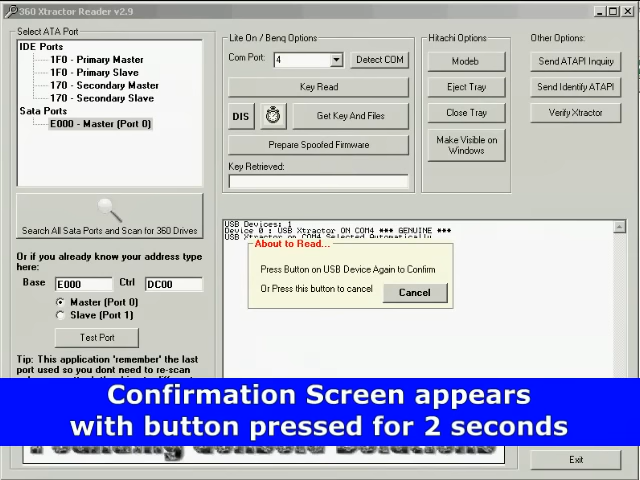 360 Xtractor Reader v2.9
Select ATA Port
IDE Ports
1F0 - Primary Master
1F0 - Primary Slave
170 - Secondary Master
170 - Secondary Slave
Sata Ports
E000 - Master (Port 0)
Search All Sata Ports and Scan for 360 Drives
Or if you already know your address type
here:
Base E000 Ctrl DC00
Master (Port 0)
Slave (Port 1)
Test Port
Tip: This application 'remember' the last
port used so you dont need to re-scan
Lite On / Benq Options
Com Port: 4 Detect COM
Key Read
DIS Get Key And Files
Prepare Spoofed Firmware
Key Retrieved:
Hitachi Options
Modeb
Eject Tray
Close Tray
Make Visible on
Windows
Other Options:
Send ATAPI Inquiry
Send Identify ATAPI
Verify Xtractor
USB Devices: 1
Device 0 : USB Xtractor ON COM4 *** GENUINE ***
USB Xtractor on COM4 Selected Automatically
About to Read...
Press Button on USB Device Again to Confirm
Or Press this button to cancel Cancel
Confirmation Screen appears
with button pressed for 2 seconds
Exit